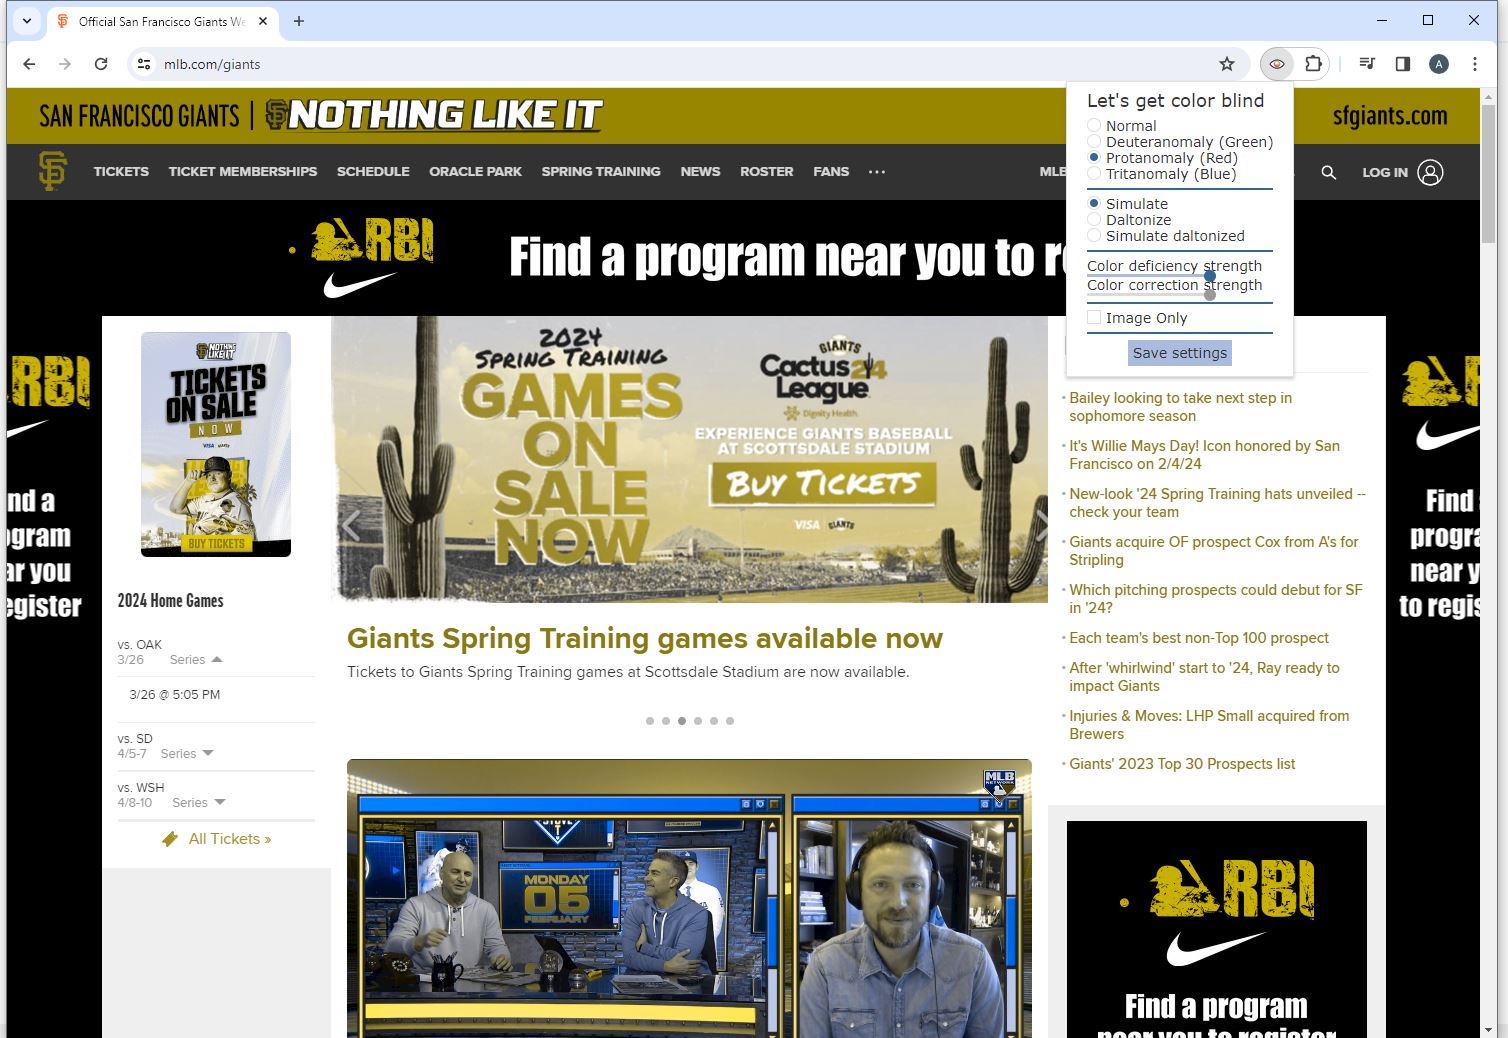 Official San Francisco Giants We
mlb.com/giants
A
Let's get color blind
Normal
Deuteranomaly (Green)
Protanomaly (Red)
Tritanomaly (Blue)
Simulate
Daltonize
Simulate daltonized
Color deficiency strength
Color correction strength
Image Only
Save settings
SAN FRANCISCO GIANTS | SF NOTHING LIKE IT
sfgiants.com
SF
TICKETS
TICKET MEMBERSHIPS
SCHEDULE
ORACLE PARK
SPRING TRAINING
NEWS
ROSTER
FANS
...
MLB
LOG IN
RBI
Find a program near you to r
RBI
nd a
ogram
ar you
egister
NOTHING
LIKE IT
TICKETS
ON SALE
NOW
VISA GIANTS
BUY TICKETS
2024 Home Games
vs. OAK
3/26 Series
3/26 @ 5:05 PM
vs. SD
4/5-7 Series
vs. WSH
4/8-10 Series
All Tickets »
2024
SPRING TRAINING
GAMES
ON
SALE
NOW
GIANTS
Cactus 24
League
Dignity Health
EXPERIENCE GIANTS BASEBALL
AT SCOTTSDALE STADIUM
BUY TICKETS
VISA GIANTS
Giants Spring Training games available now
Tickets to Giants Spring Training games at Scottsdale Stadium are now available.
MLB
NETWORK
MONDAY
05
FEBRUARY
Bailey looking to take next step in
sophomore season
It's Willie Mays Day! Icon honored by San
Francisco on 2/4/24
New-look '24 Spring Training hats unveiled --
check your team
Giants acquire OF prospect Cox from A's for
Stripling
Which pitching prospects could debut for SF
in '24?
Each team's best non-Top 100 prospect
After 'whirlwind' start to '24, Ray ready to
impact Giants
Injuries & Moves: LHP Small acquired from
Brewers
Giants' 2023 Top 30 Prospects list
RBI
Find a program
near you to register
Find
progra
near y
to regis